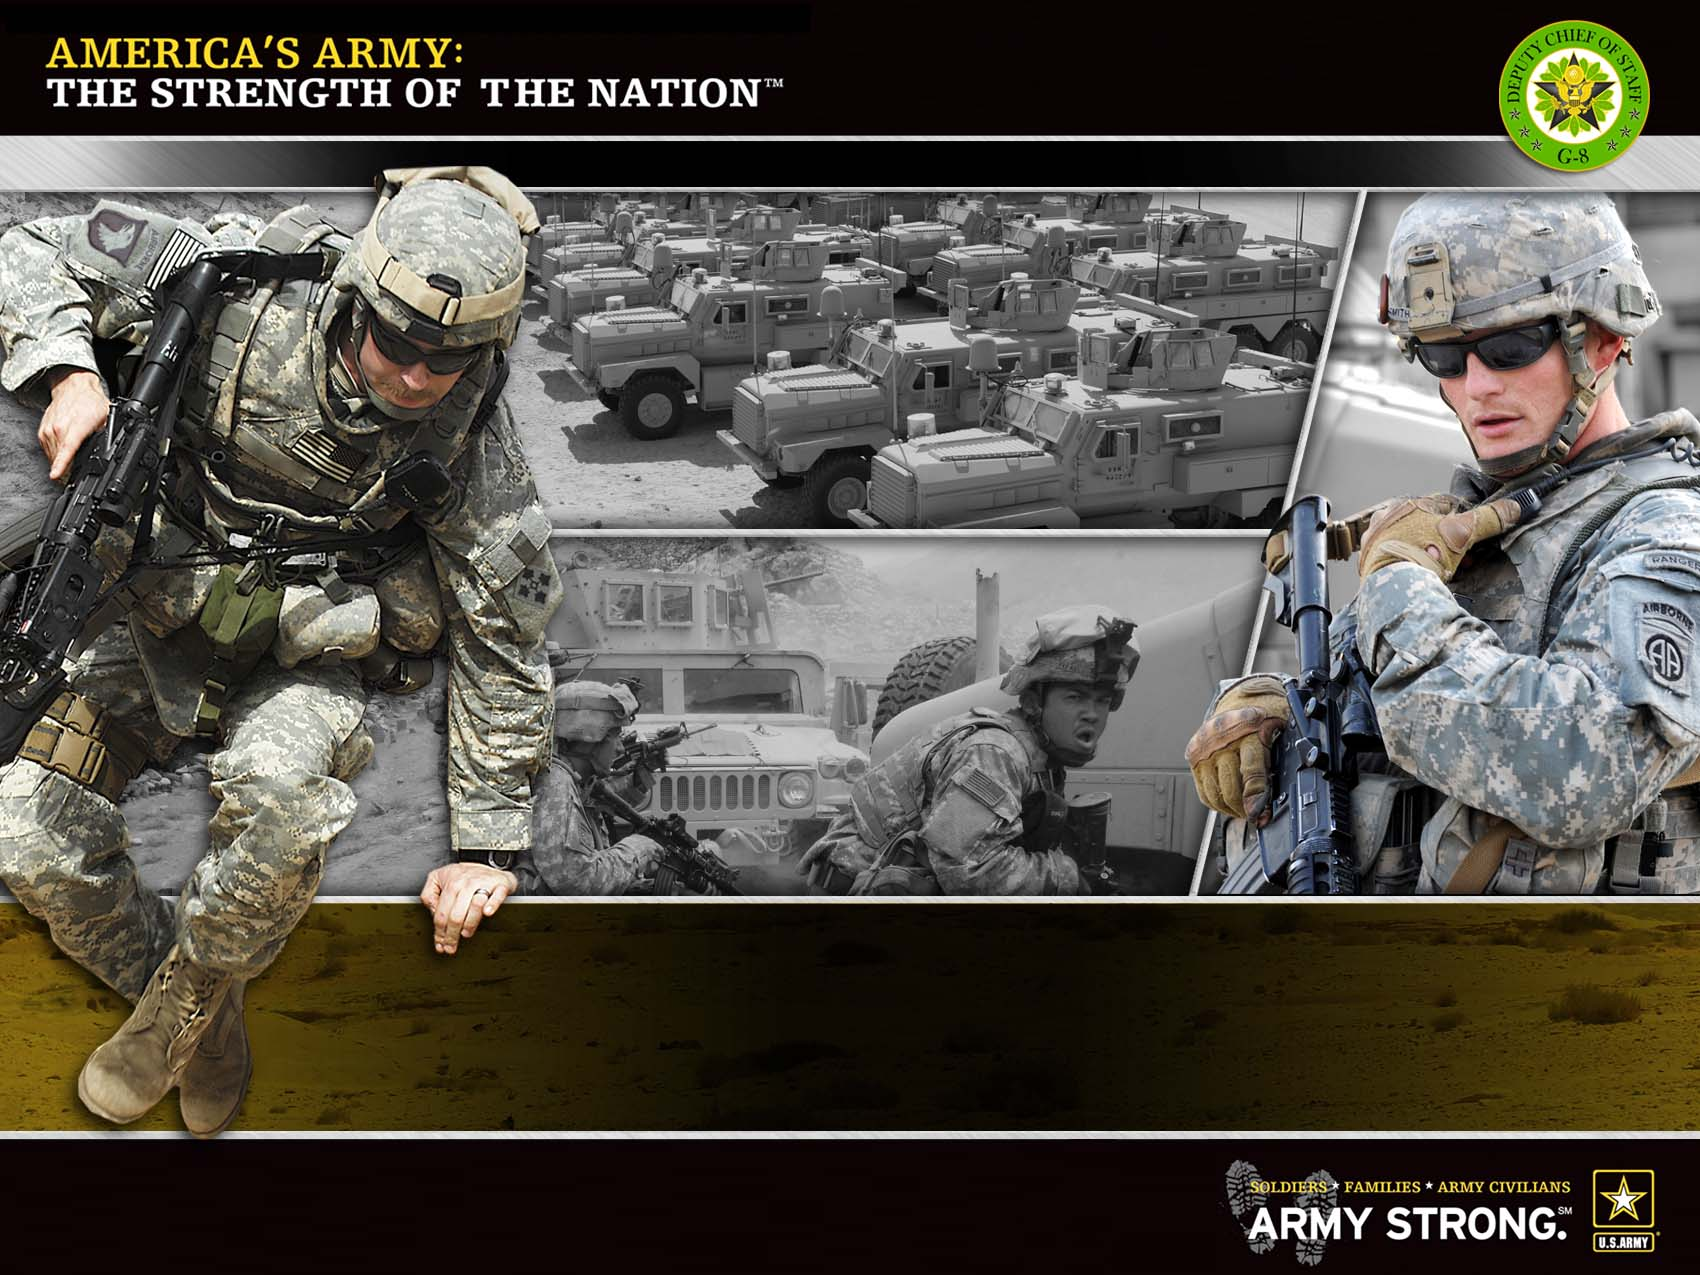 AMERICA'S ARMY:
THE STRENGTH OF THE NATION™
DEPUTY CHIEF OF STAFF
G-8
SMITH
RANGER
AIRBORNE
AA
SOLDIERS ★ FAMILIES ★ ARMY CIVILIANS
ARMY STRONG.℠
U.S.ARMY